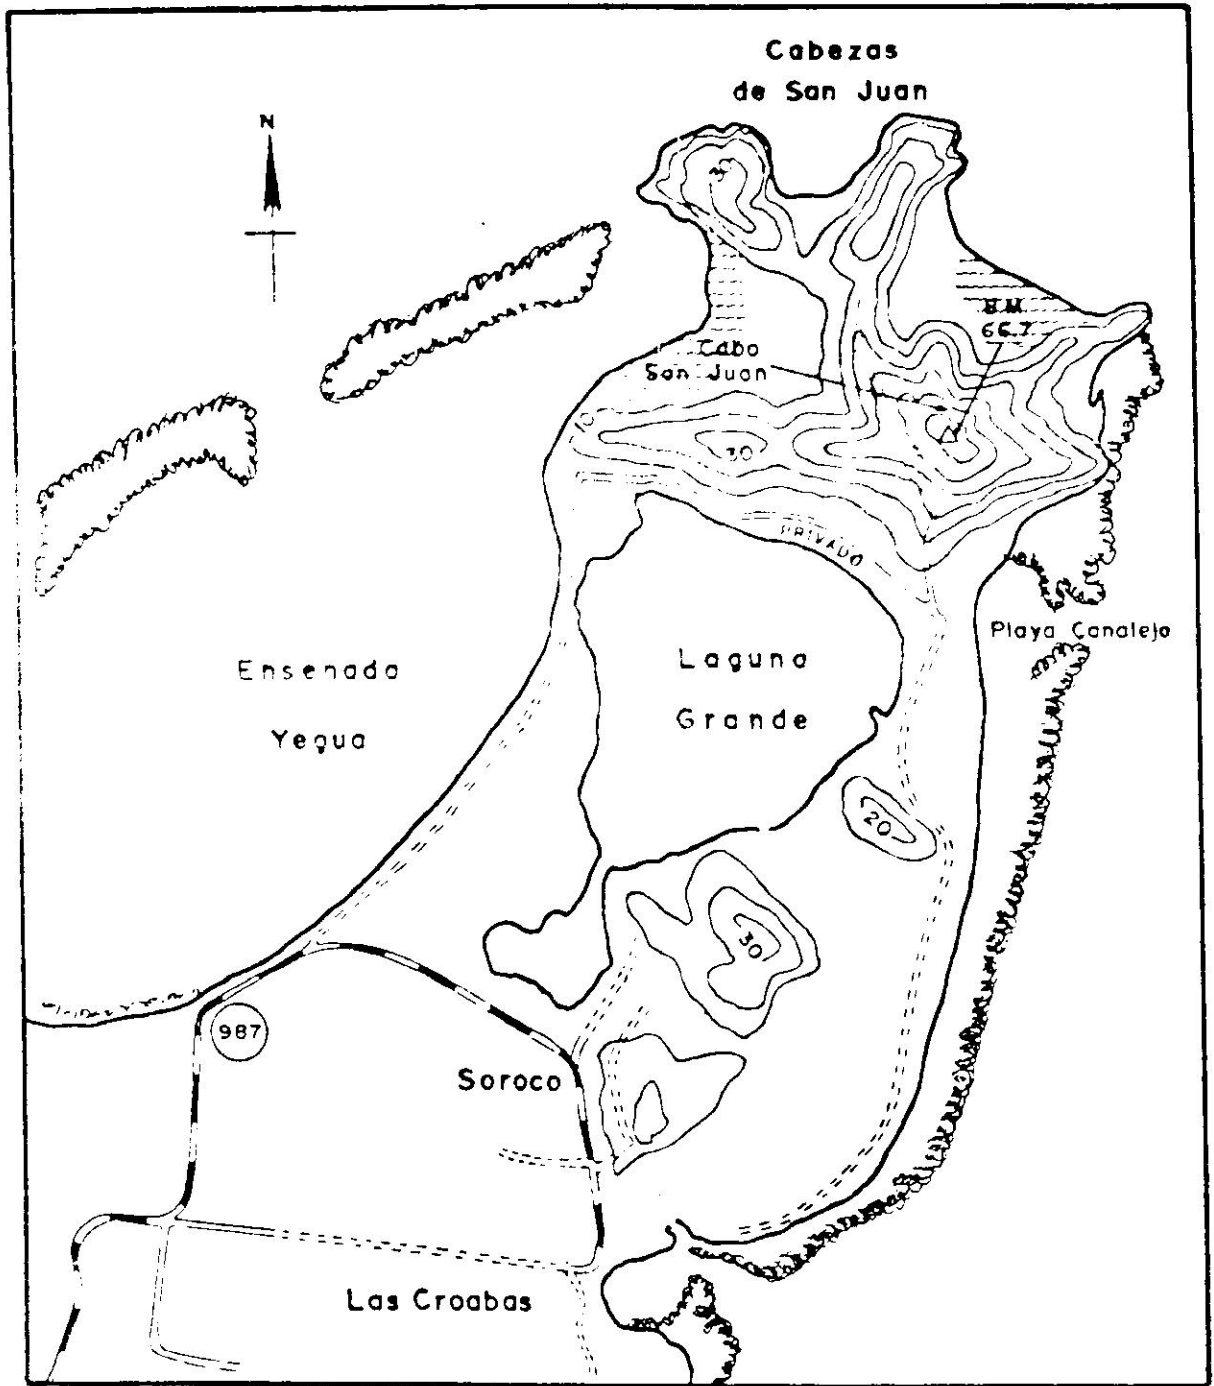 Cabezas
de San Juan
N
B M
66.7
Cabo
San Juan
30
PRIVADO
Playa Canalejo
Ensenada
Yegua
Laguna
Grande
20
30
987
Soroco
Las Croabas